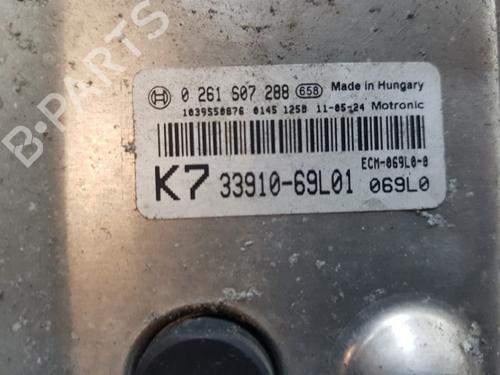 0 261 607 288 658 Made in Hungary
1039S50876 0145 1258 11-05-24 Motronic
ECM-069L0-0
K7 33910-69L01 069L0
B-PARTS